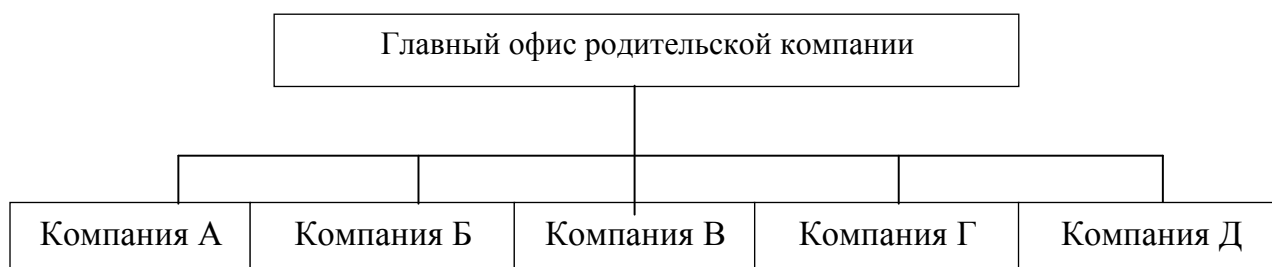 Главный офис родительской компании
Компания А
Компания Б
Компания В
Компания Г
Компания Д